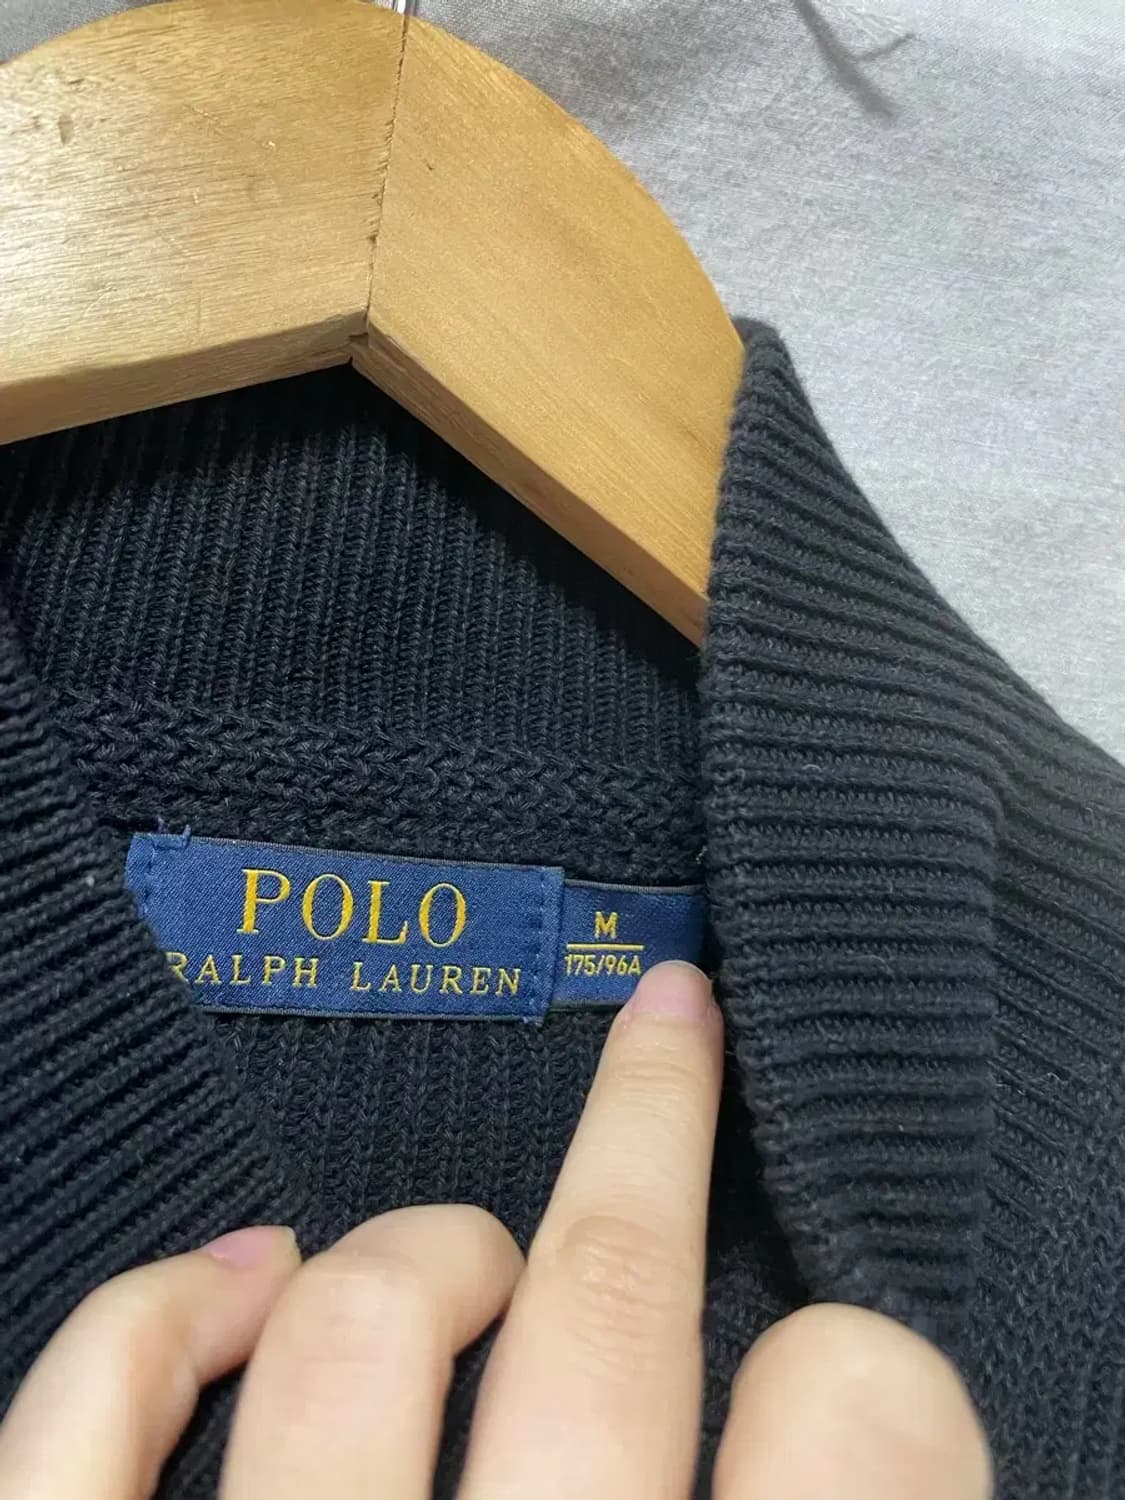 POLO
RALPH LAUREN
M
175/96A